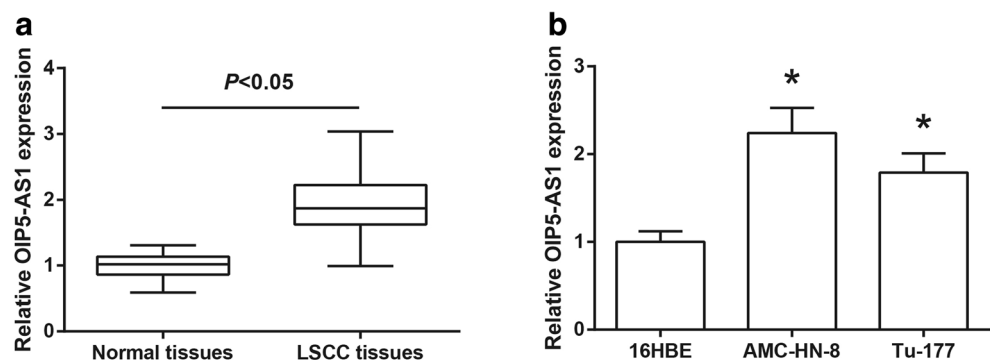 a
Relative OIP5-AS1 expression
4
3
2
1
0
P<0.05
Normal tissues
LSCC tissues
b
Relative OIP5-AS1 expression
3
2
1
0
*
*
16HBE
AMC-HN-8
Tu-177